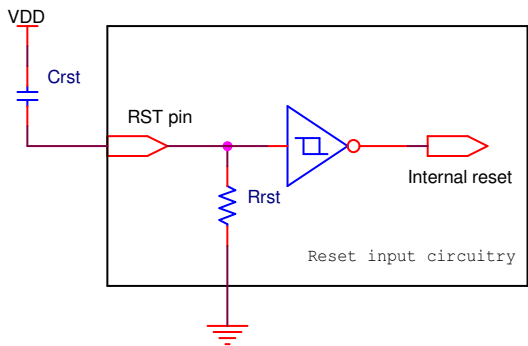 VDD
Crst
RST pin
Rrst
Internal reset
Reset input circuitry